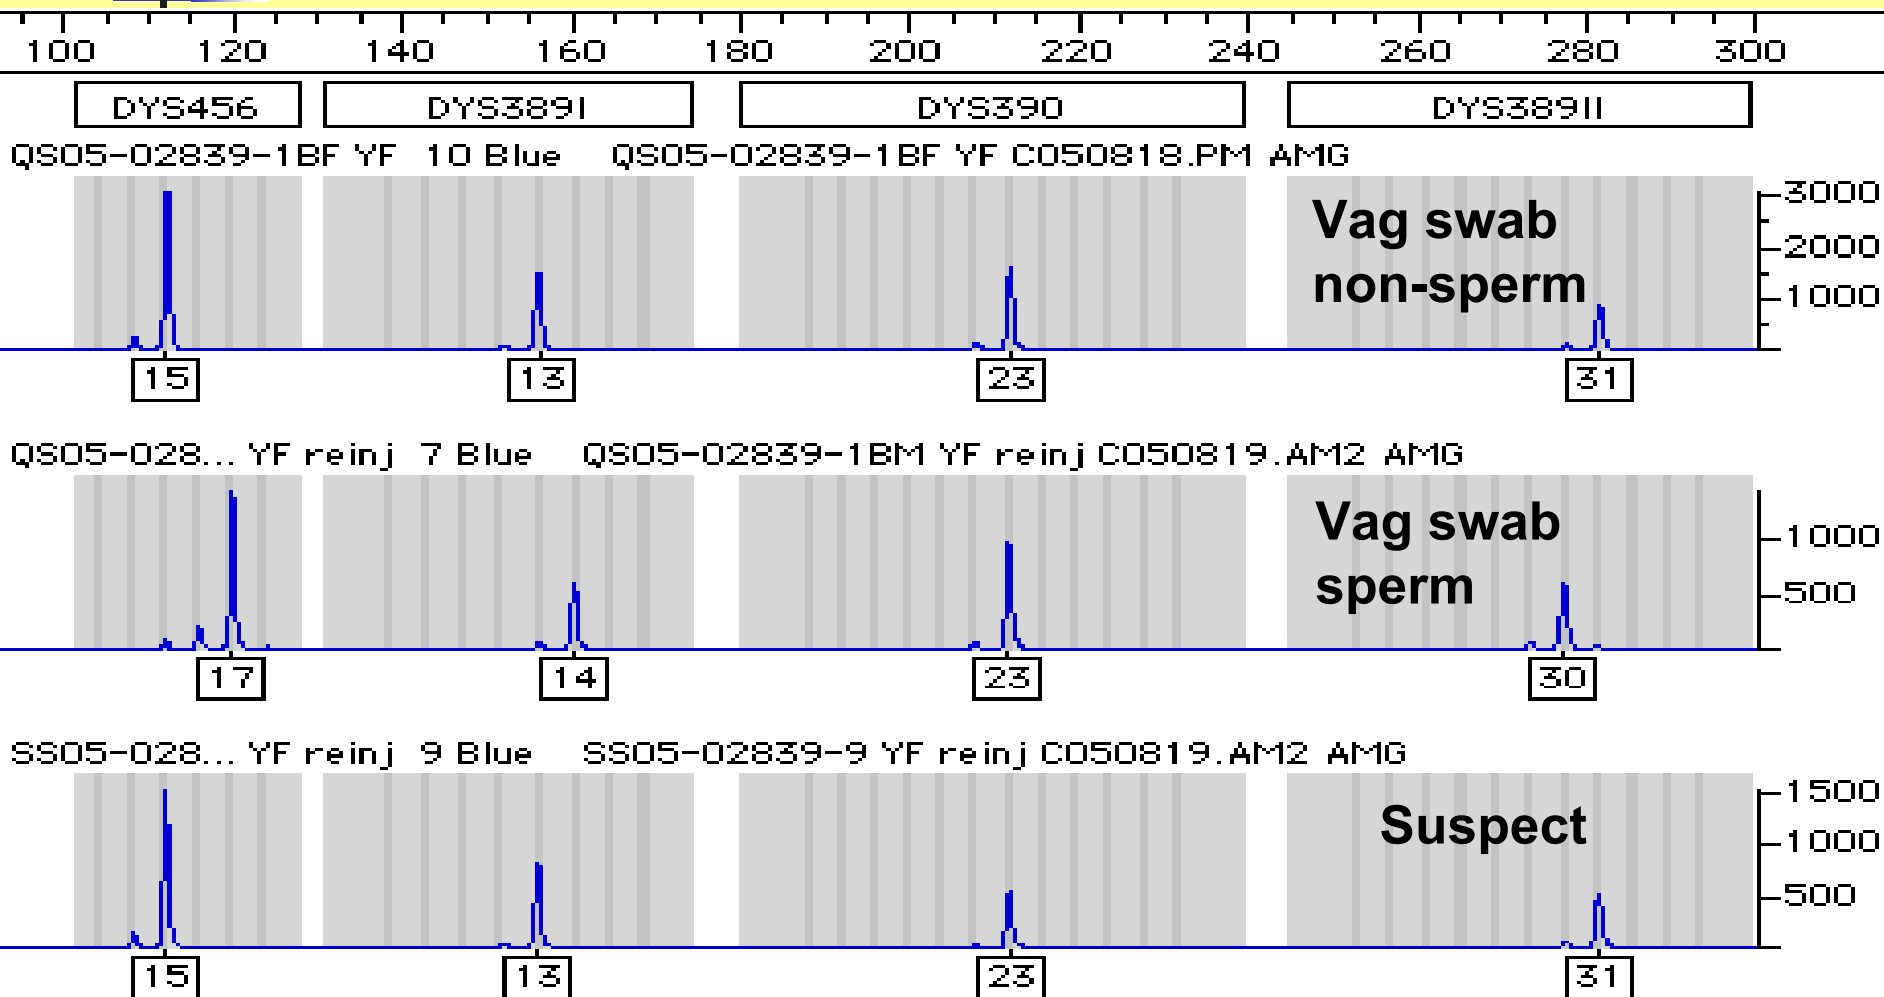 100 120 140 160 180 200 220 240 260 280 300
DYS456 DYS389I DYS390 DYS389II
QS05-02839-1BF YF 10 Blue QS05-02839-1BF YF C050818.PM AMG
Vag swab
non-sperm
3000
2000
1000
15 13 23 31
QS05-028... YF reinj 7 Blue QS05-02839-1BM YF reinj C050819.AM2 AMG
Vag swab
sperm
1000
500
17 14 23 30
SS05-028... YF reinj 9 Blue SS05-02839-9 YF reinj C050819.AM2 AMG
Suspect
1500
1000
500
15 13 23 31